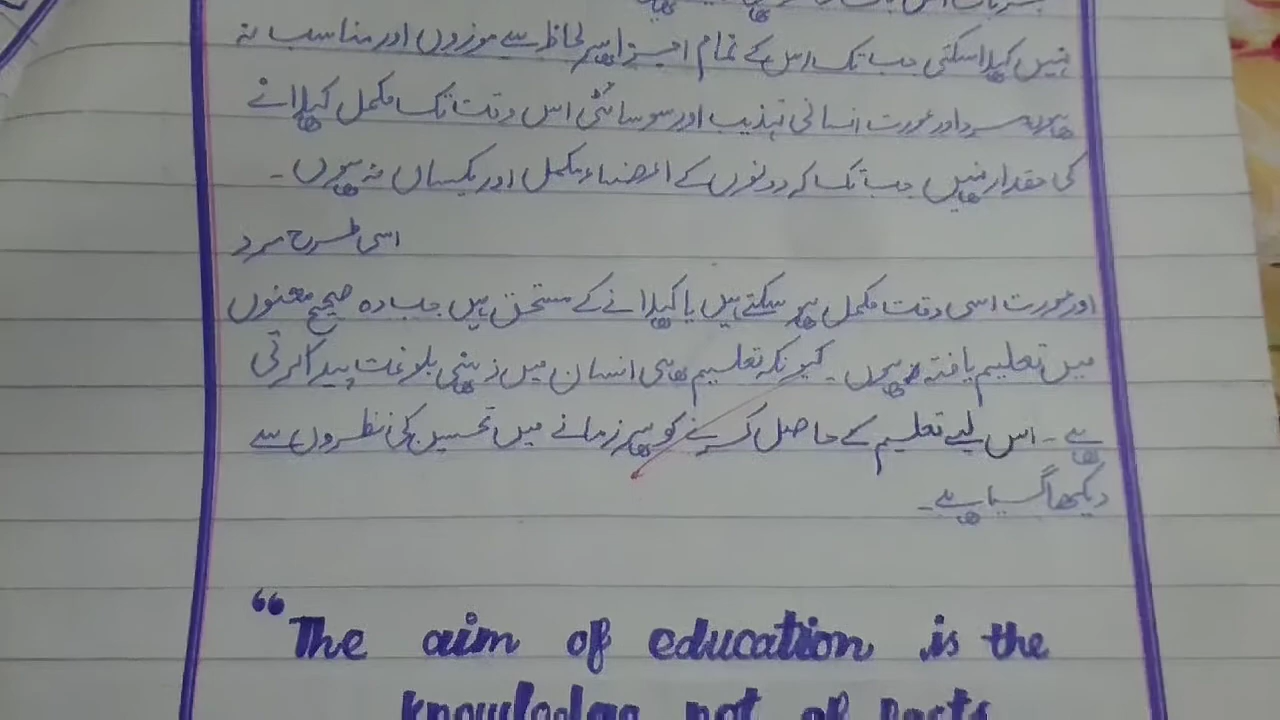 نہیں کہلا سکتی جب تک اس کے تمام اجزا ہر لحاظ سے موزوں اور مناسب نہ
ہوں مرد اور عورت انسانی تہذیب اور سوسائٹی اس وقت تک مکمل کہلانے
کی حقدار نہیں جب تک کہ دونوں کے اعضاء مکمل اور یکساں نہ ہوں۔
اسی طرح مرد
اور عورت اسی وقت مکمل ہو سکتے ہیں یا کہلانے کے مستحق ہیں جب وہ صحیح معنوں
میں تعلیم یافتہ ہوں۔ کیونکہ تعلیم ہی انسان میں ذہنی بلاغت پیدا کرتی
ہے۔ اس لیے تعلیم کے حاصل کرنے کو ہر زمانے میں تحسین کی نظروں سے
دیکھا گیا ہے۔
“The aim of education is the
knowledge not of facts